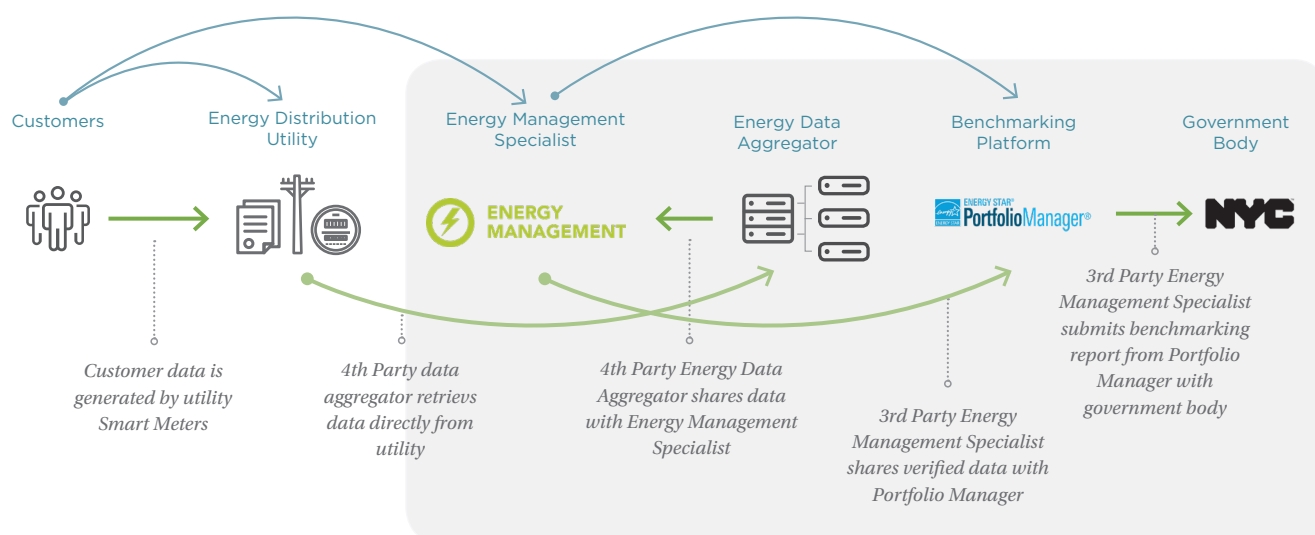 Customers
Energy Distribution
Utility
Energy Management
Specialist
Energy Data
Aggregator
Benchmarking
Platform
Government
Body
ENERGY
MANAGEMENT
ENERGY STAR®
PortfolioManager®
NYC
Customer data is
generated by utility
Smart Meters
4th Party data
aggregator retrieves
data directly from
utility
4th Party Energy Data
Aggregator shares data
with Energy Management
Specialist
3rd Party Energy
Management Specialist
shares verified data with
Portfolio Manager
3rd Party Energy
Management Specialist
submits benchmarking
report from Portfolio
Manager with
government body